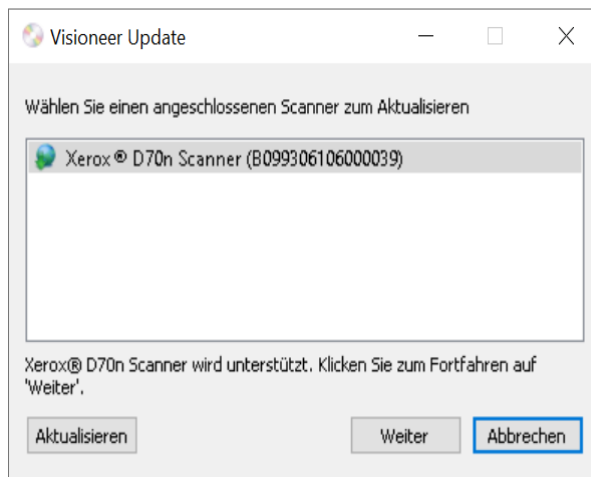 Visioneer Update
Wählen Sie einen angeschlossenen Scanner zum Aktualisieren
Xerox® D70n Scanner (B099306106000039)
Xerox® D70n Scanner wird unterstützt. Klicken Sie zum Fortfahren auf
'Weiter'.
Aktualisieren Weiter Abbrechen